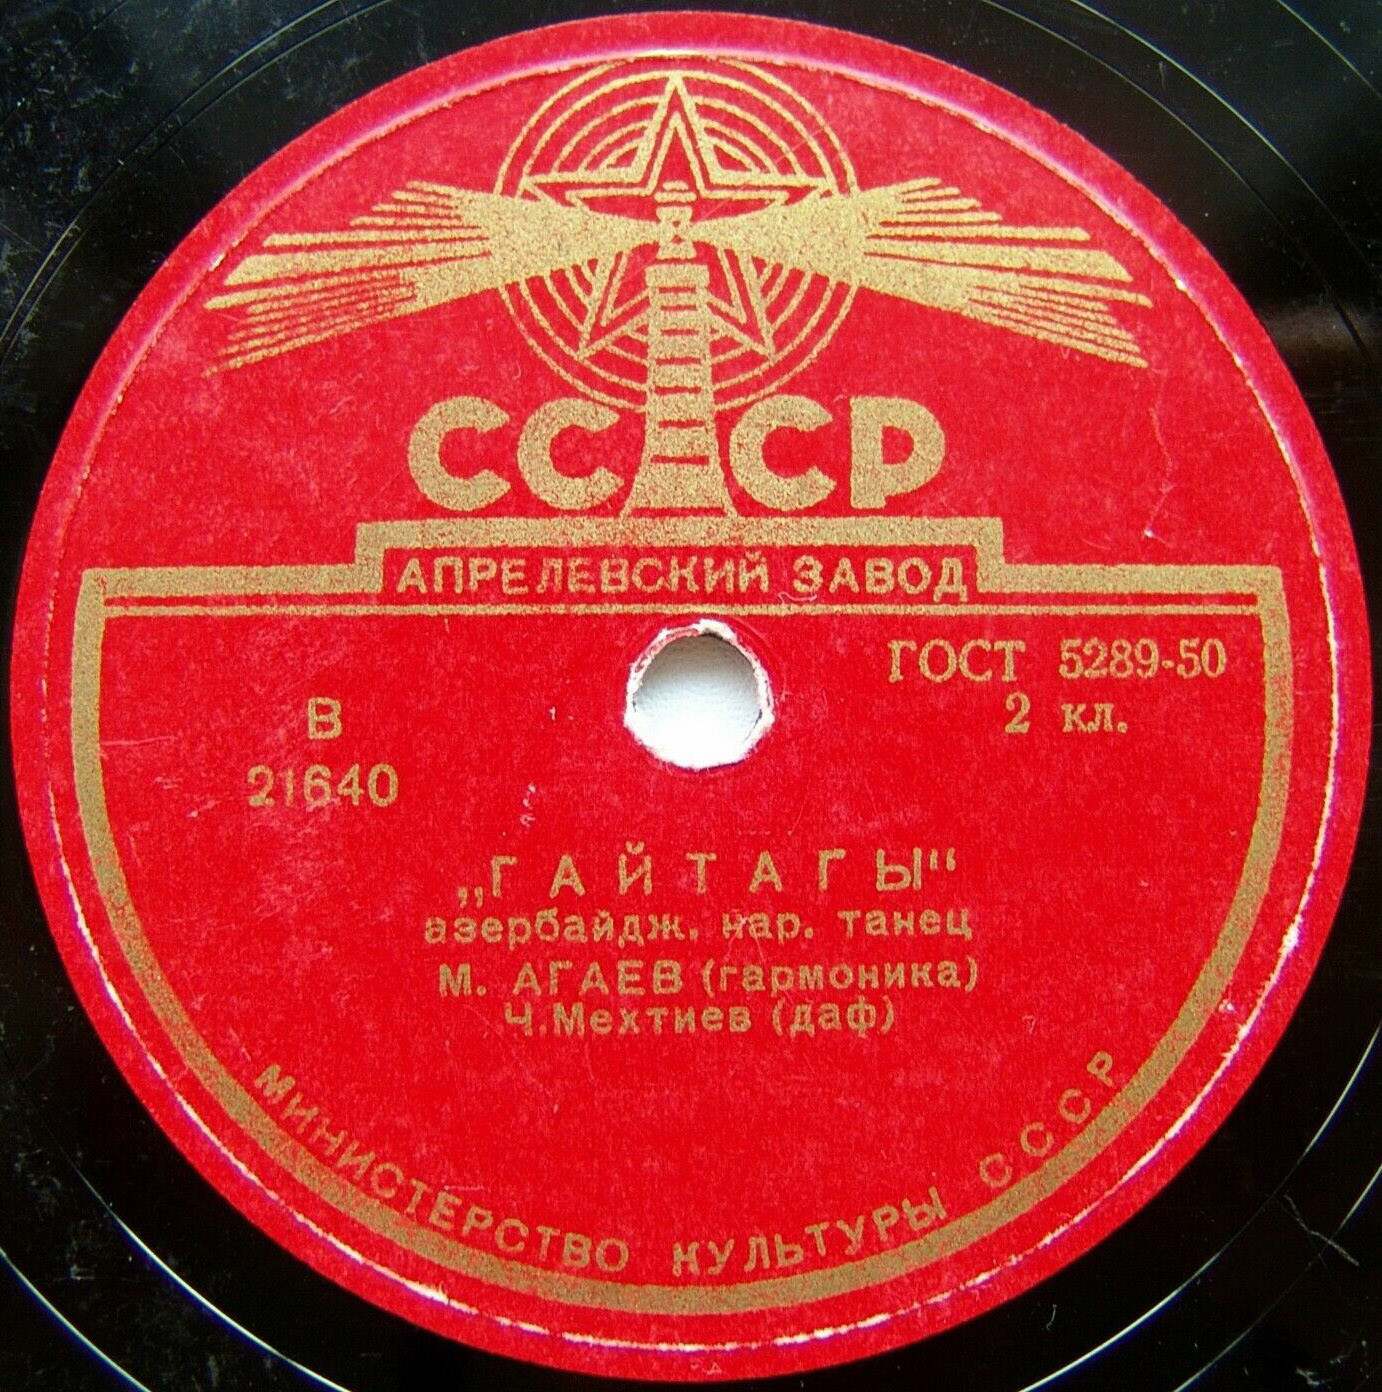 СССР
АПРЕЛЕВСКИЙ ЗАВОД
ГОСТ 5289-50
2 кл.
В
21640
„ГАЙТАГЫ“
азербайдж. нар. танец
М. АГАЕВ (гармоника)
Ч.Мехтиев (даф)
МИНИСТЕРСТВО КУЛЬТУРЫ СССР